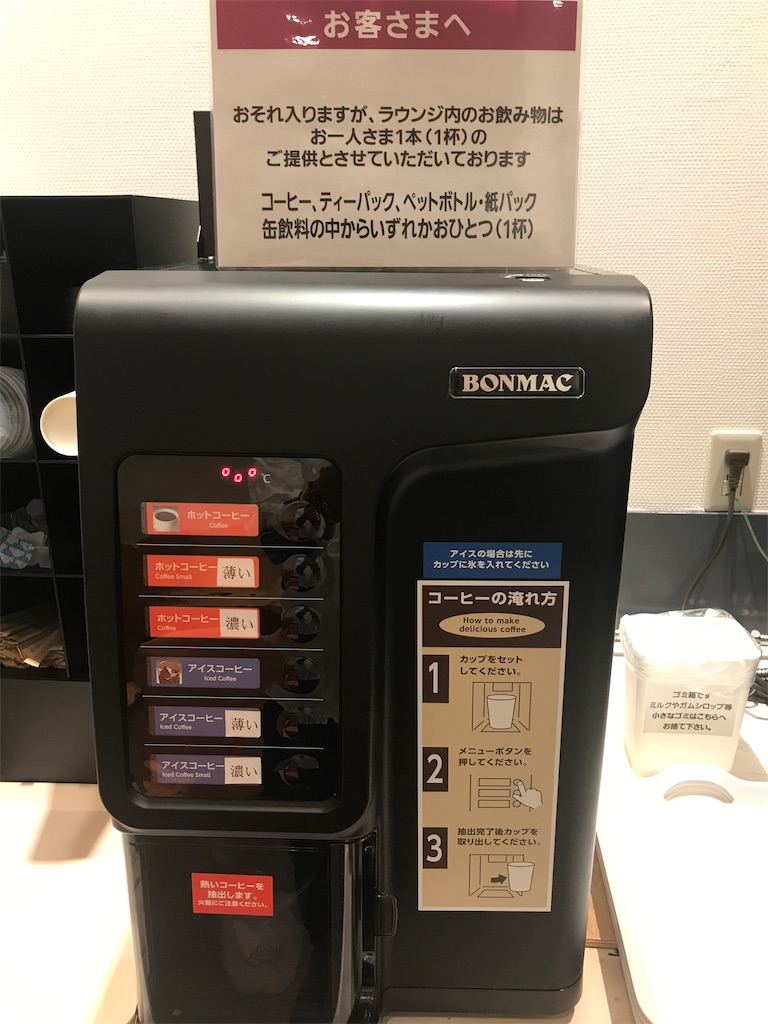 お客さまへ
おそれ入りますが、ラウンジ内のお飲み物は
お一人さま1本(1杯)の
ご提供とさせていただいております
コーヒー、ティーパック、ペットボトル・紙パック
缶飲料の中からいずれかおひとつ(1杯)
BONMAC
℃
ホットコーヒー
Coffee
ホットコーヒー 薄い
Coffee Small
ホットコーヒー 濃い
Coffee
アイスコーヒー
Iced Coffee
アイスコーヒー 薄い
Iced Coffee
アイスコーヒー 濃い
Iced Coffee Small
アイスの場合は先に
カップに氷を入れてください
コーヒーの淹れ方
How to make
delicious coffee
1 カップをセット
してください。
2 メニューボタンを
押してください。
3 抽出完了後カップを
取り出してください。
熱いコーヒーを
抽出します。
火傷にご注意ください。
ゴミ箱です
ミルクやガムシロップ等
小さなゴミはこちらへ
お捨て下さい。